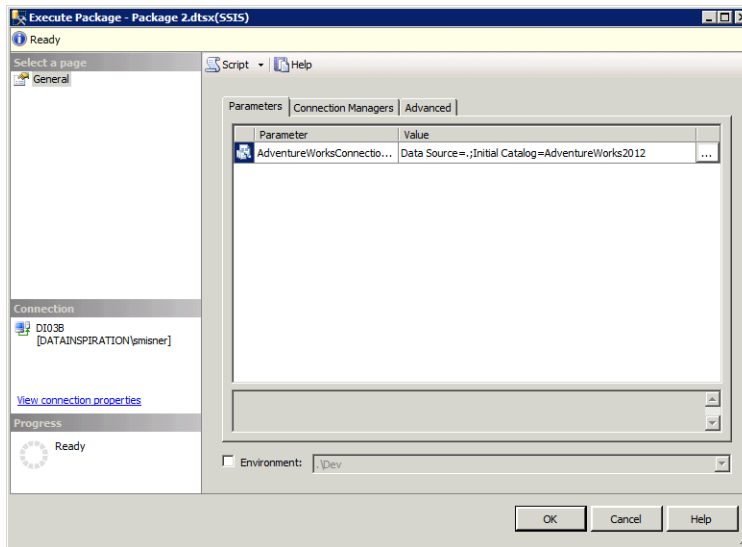 Execute Package - Package 2.dtsx(SSIS)
Ready
Select a page
General
Script
Help
Parameters
Connection Managers
Advanced
Parameter
Value
AdventureWorksConnectio...
Data Source=.;Initial Catalog=AdventureWorks2012
...
Connection
DI03B
[DATAINSPIRATION\smisner]
View connection properties
Progress
Ready
Environment:
.\Dev
OK
Cancel
Help